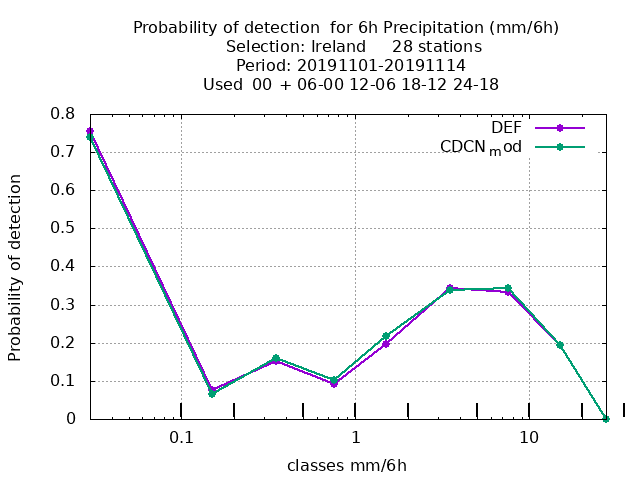 Probability of detection  for 6h Precipitation (mm/6h)
Selection: Ireland     28 stations
Period: 20191101-20191114
Used  00  + 06-00 12-06 18-12 24-18
DEF
CDCNmod
0.8
0.7
0.6
0.5
0.4
0.3
0.2
0.1
0
Probability of detection
0.1 1 10
classes mm/6h